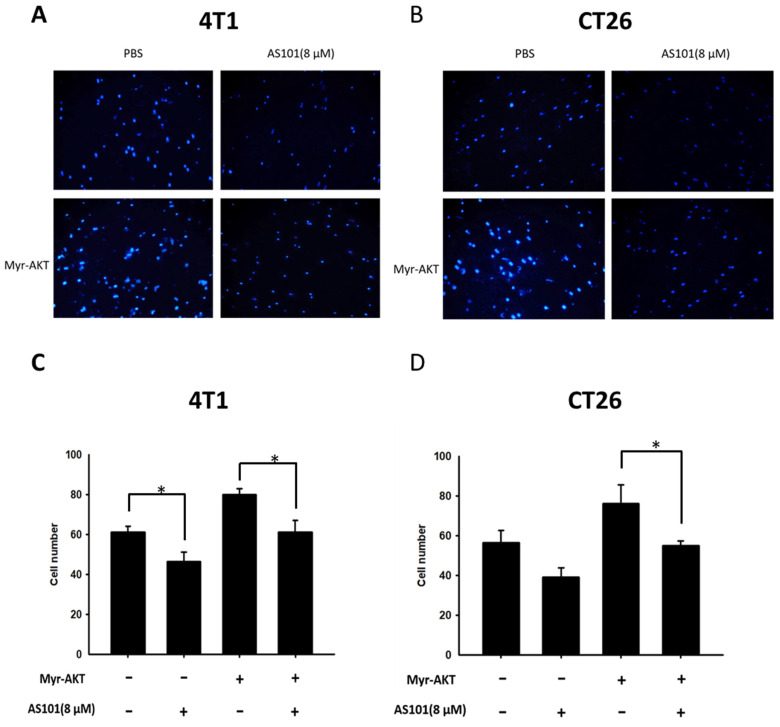 A
4T1
PBS
AS101(8 μM)
Myr-AKT
B
CT26
PBS
AS101(8 μM)
Myr-AKT
C
4T1
Cell number
100
80
60
40
20
0
*
*
Myr-AKT − − + +
AS101(8 μM) − + − +
D
CT26
Cell number
100
80
60
40
20
0
*
Myr-AKT − − + +
AS101(8 μM) − + − +